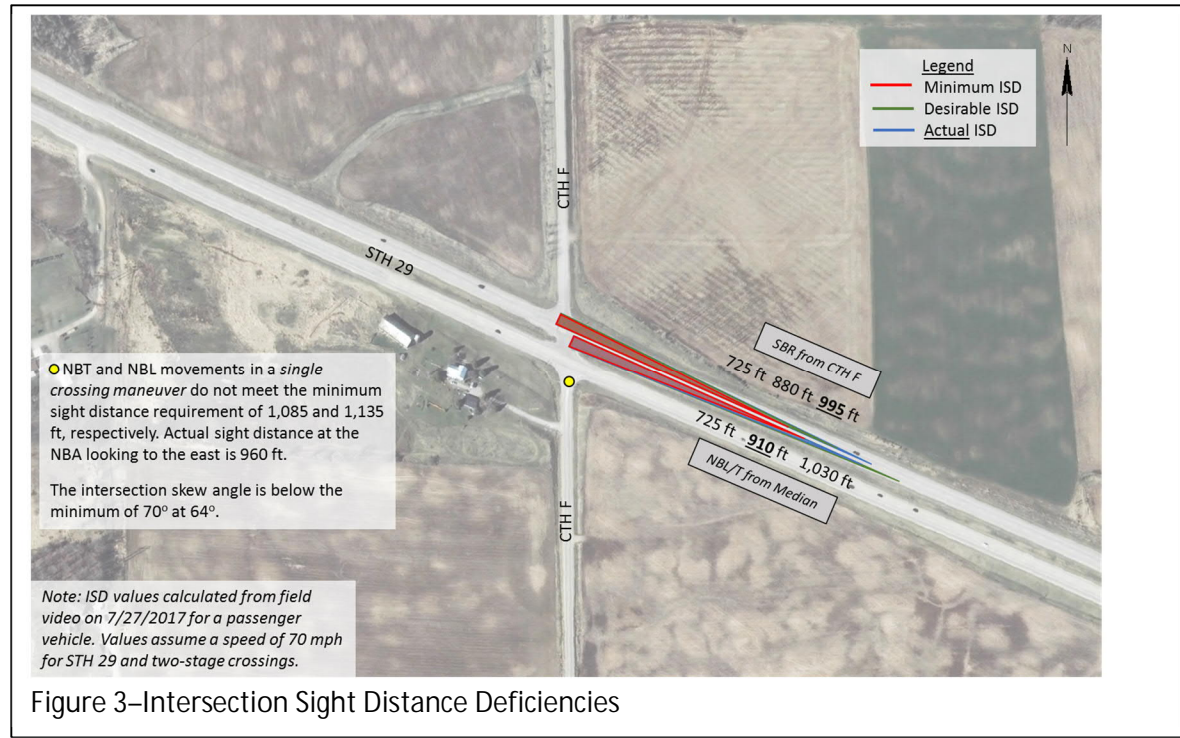 Legend
Minimum ISD
Desirable ISD
Actual ISD
N
CTH F
STH 29
SBR from CTH F
725 ft 880 ft 995 ft
725 ft 910 ft 1,030 ft
NBL/T from Median
CTH F
NBT and NBL movements in a single
crossing maneuver do not meet the minimum
sight distance requirement of 1,085 and 1,135
ft, respectively. Actual sight distance at the
NBA looking to the east is 960 ft.
The intersection skew angle is below the
minimum of 70° at 64°.
Note: ISD values calculated from field
video on 7/27/2017 for a passenger
vehicle. Values assume a speed of 70 mph
for STH 29 and two-stage crossings.
Figure 3–Intersection Sight Distance Deficiencies